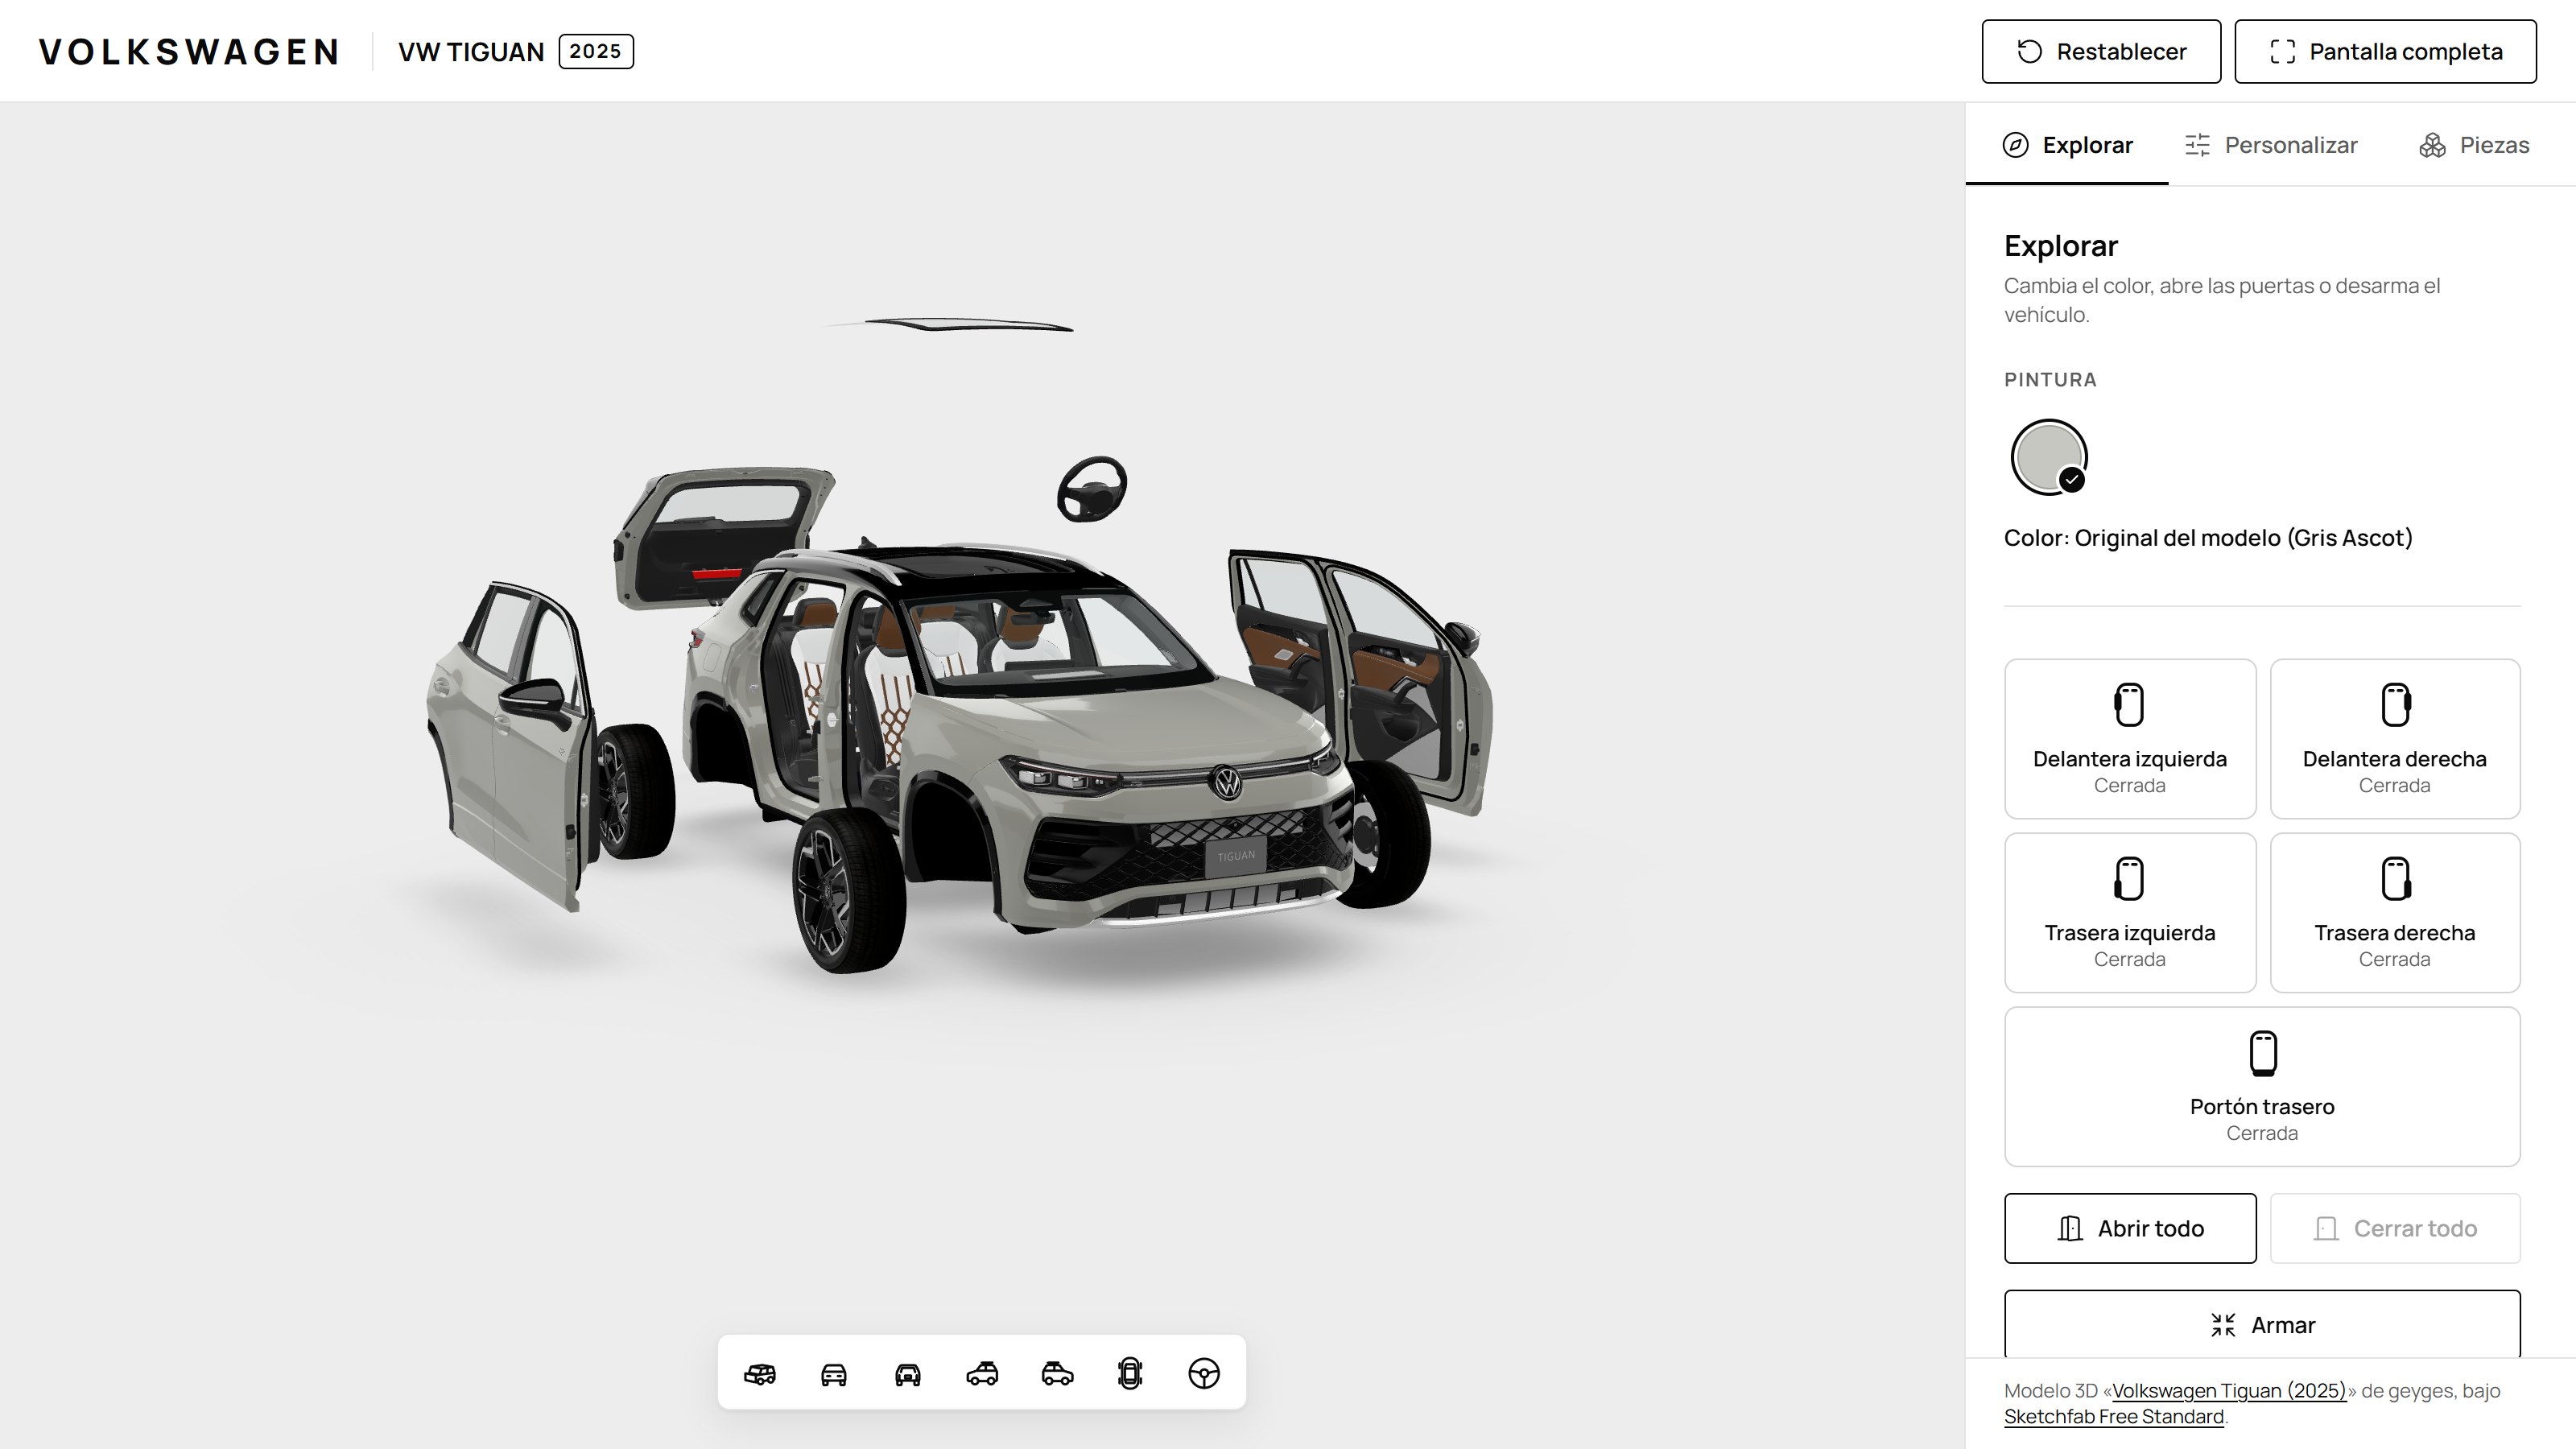 VOLKSWAGEN
VW TIGUAN
2025
Restablecer
Pantalla completa
Explorar
Personalizar
Piezas
Explorar
Cambia el color, abre las puertas o desarma el
vehículo.
PINTURA
Color: Original del modelo (Gris Ascot)
TIGUAN
Delantera izquierda
Cerrada
Delantera derecha
Cerrada
Trasera izquierda
Cerrada
Trasera derecha
Cerrada
Portón trasero
Cerrada
Abrir todo
Cerrar todo
Armar
Modelo 3D «Volkswagen Tiguan (2025)» de geyges, bajo
Sketchfab Free Standard.